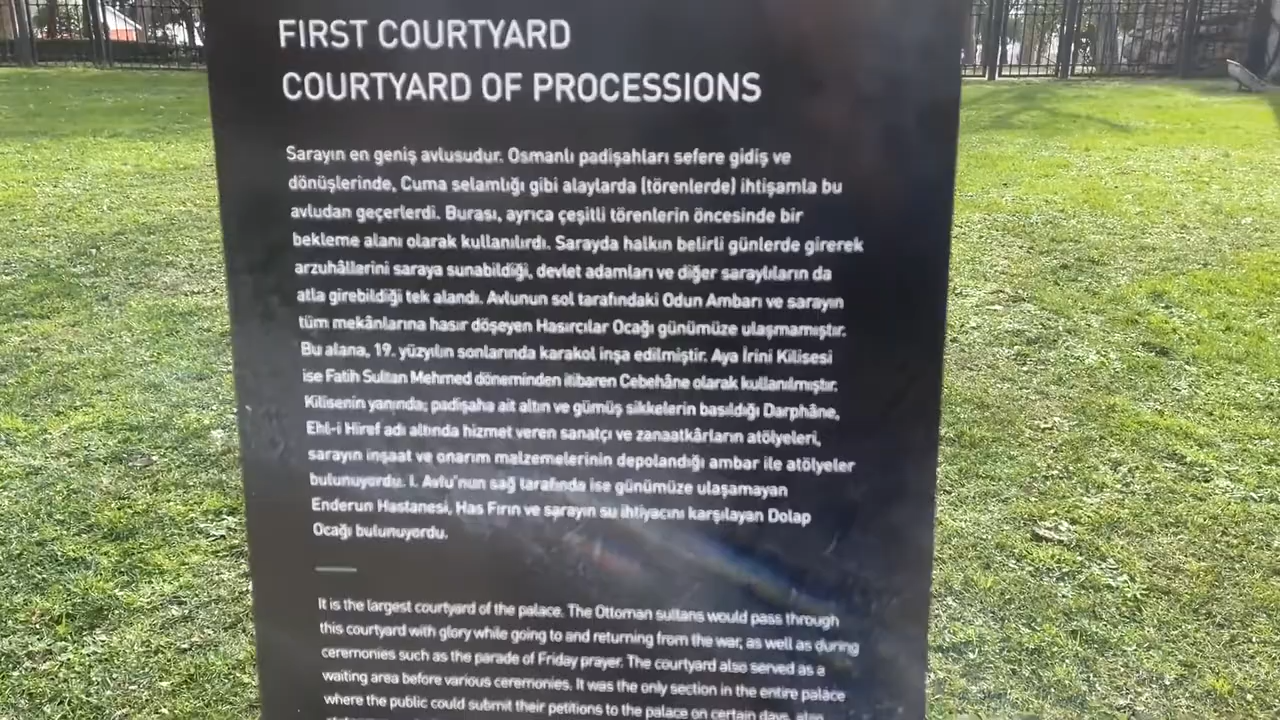 FIRST COURTYARD
COURTYARD OF PROCESSIONS
Sarayın en geniş avlusudur. Osmanlı padişahları sefere gidiş ve
dönüşlerinde, Cuma selamlığı gibi alaylarda (törenlerde) ihtişamla bu
avludan geçerlerdi. Burası, ayrıca çeşitli törenlerin öncesinde bir
bekleme alanı olarak kullanılırdı. Sarayda halkın belirli günlerde girerek
arzuhâllerini saraya sunabildiği, devlet adamları ve diğer saraylıların da
atla girebildiği tek alandı. Avlunun sol tarafındaki Odun Ambarı ve sarayın
tüm mekânlarına hasır döşeyen Hasırcılar Ocağı günümüze ulaşmamıştır.
Bu alana, 19. yüzyılın sonlarında karakol inşa edilmiştir. Aya İrini Kilisesi
ise Fatih Sultan Mehmed döneminden itibaren Cebehâne olarak kullanılmıştır.
Kilisenin yanında; padişaha ait altın ve gümüş sikkelerin basıldığı Darphâne,
Ehl-i Hiref adı altında hizmet veren sanatçı ve zanaatkârların atölyeleri,
sarayın inşaat ve onarım malzemelerinin depolandığı ambar ile atölyeler
bulunuyordu. I. Avlu'nun sağ tarafında ise günümüze ulaşamayan
Enderun Hastanesi, Has Fırın ve sarayın su ihtiyacını karşılayan Dolap
Ocağı bulunuyordu.
It is the largest courtyard of the palace. The Ottoman sultans would pass through
this courtyard with glory while going to and returning from the war, as well as during
ceremonies such as the parade of Friday prayer. The courtyard also served as a
waiting area before various ceremonies. It was the only section in the entire palace
where the public could submit their petitions to the palace on certain days, also